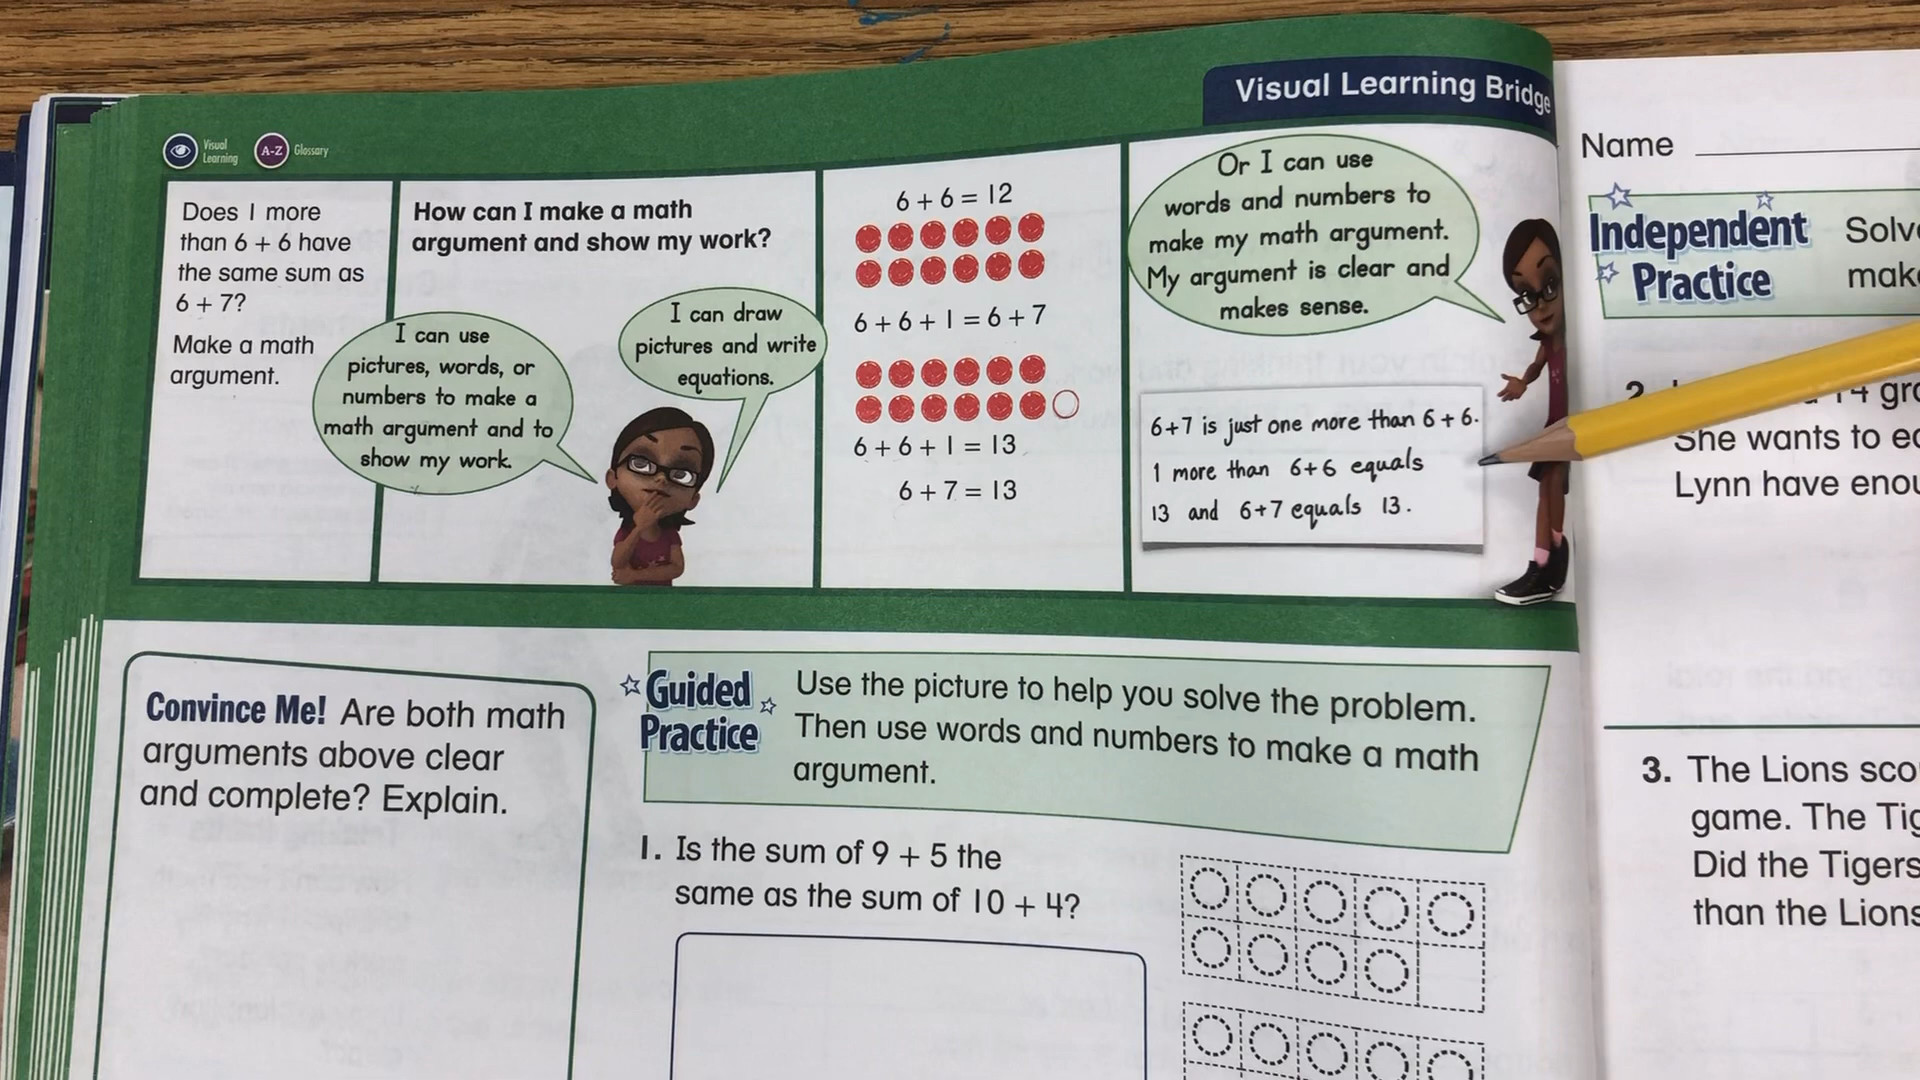 Visual Learning Bridge
Visual
Learning
A-Z
Glossary
Does 1 more
than 6 + 6 have
the same sum as
6 + 7?
Make a math
argument.
How can I make a math
argument and show my work?
I can use
pictures, words, or
numbers to make a
math argument and to
show my work.
I can draw
pictures and write
equations.
6 + 6 = 12
6 + 6 + 1 = 6 + 7
6 + 6 + 1 = 13
6 + 7 = 13
Or I can use
words and numbers to
make my math argument.
My argument is clear and
makes sense.
6+7 is just one more than 6+6.
1 more than 6+6 equals
13 and 6+7 equals 13.
Convince Me! Are both math
arguments above clear
and complete? Explain.
Guided
Practice
Use the picture to help you solve the problem.
Then use words and numbers to make a math
argument.
1. Is the sum of 9 + 5 the
same as the sum of 10 + 4?
Name
Independent
Practice
2.
14
She wants to
Lynn have
3. The Lions
game. The
Did the Tigers
than the Lions